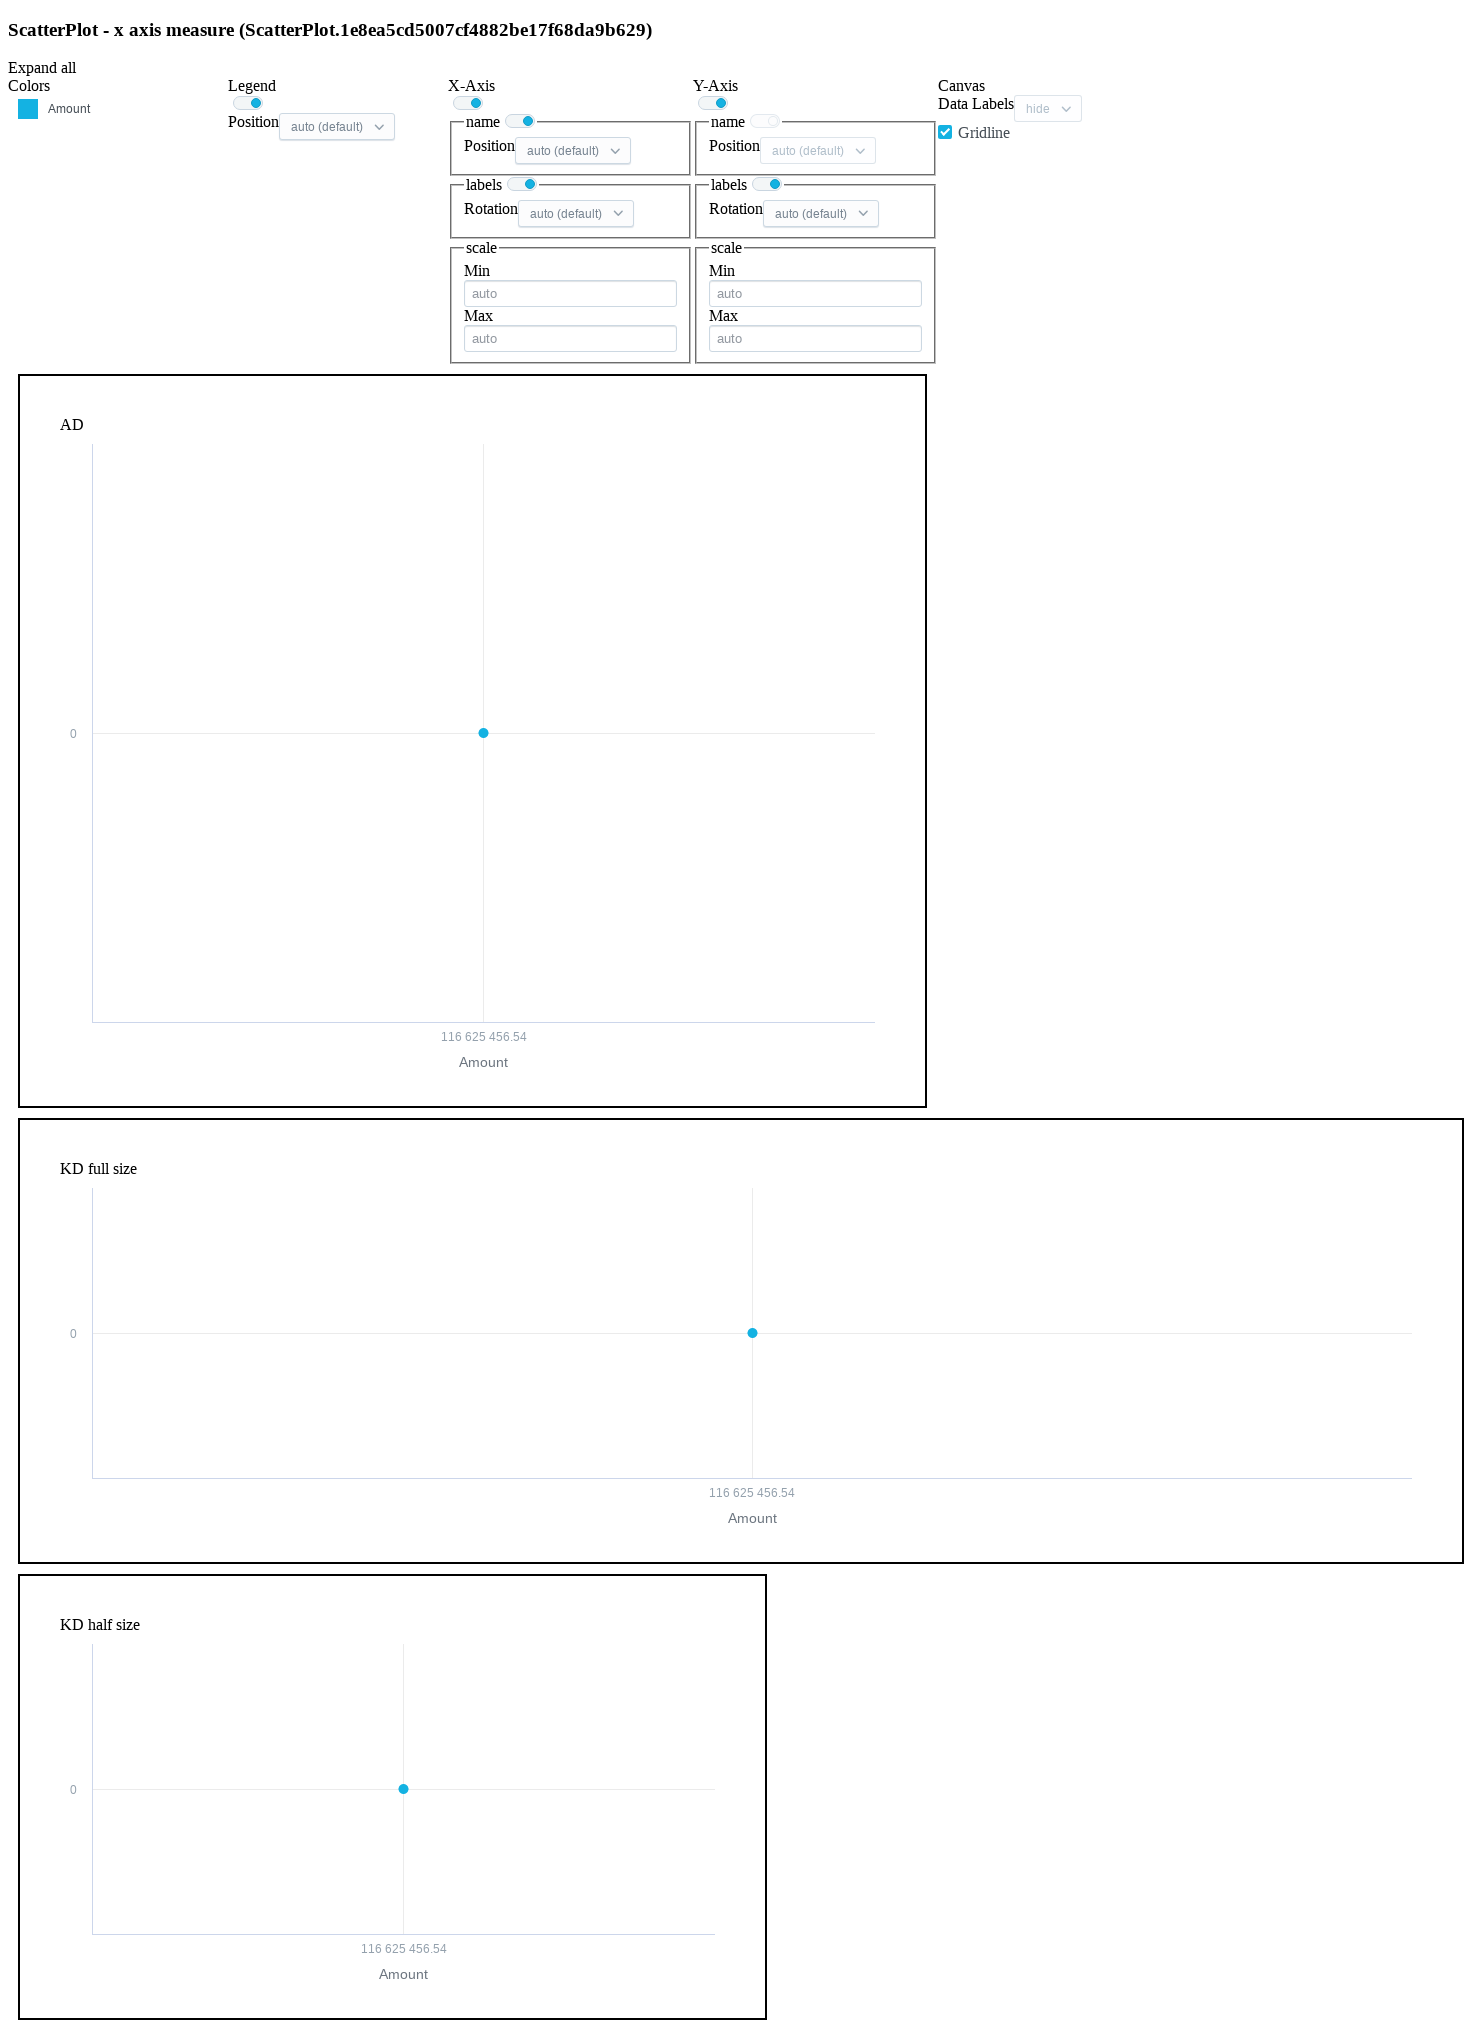 ScatterPlot - x axis measure (ScatterPlot.1e8ea5cd5007cf4882be17f68da9b629)
Expand all
Colors
Amount
Legend
Position auto (default)
X-Axis
name
Position auto (default)
labels
Rotation auto (default)
scale
Min
auto
Max
auto
Y-Axis
name
Position auto (default)
labels
Rotation auto (default)
scale
Min
auto
Max
auto
Canvas
Data Labels hide
Gridline
AD
0
116 625 456.54
Amount
KD full size
0
116 625 456.54
Amount
KD half size
0
116 625 456.54
Amount